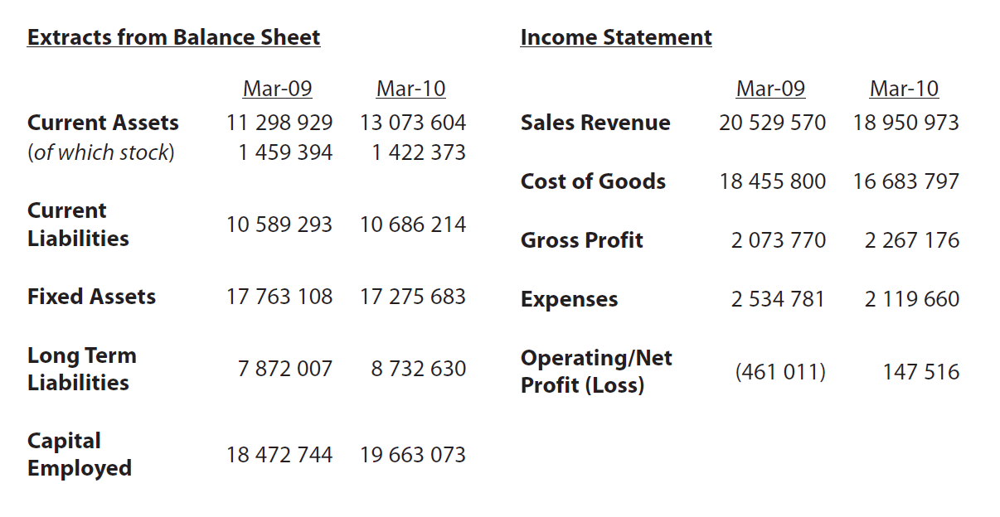 Extracts from Balance Sheet
Mar-09 Mar-10
Current Assets 11 298 929 13 073 604
(of which stock) 1 459 394 1 422 373
Current
Liabilities 10 589 293 10 686 214
Fixed Assets 17 763 108 17 275 683
Long Term
Liabilities 7 872 007 8 732 630
Capital
Employed 18 472 744 19 663 073
Income Statement
Mar-09 Mar-10
Sales Revenue 20 529 570 18 950 973
Cost of Goods 18 455 800 16 683 797
Gross Profit 2 073 770 2 267 176
Expenses 2 534 781 2 119 660
Operating/Net
Profit (Loss) (461 011) 147 516